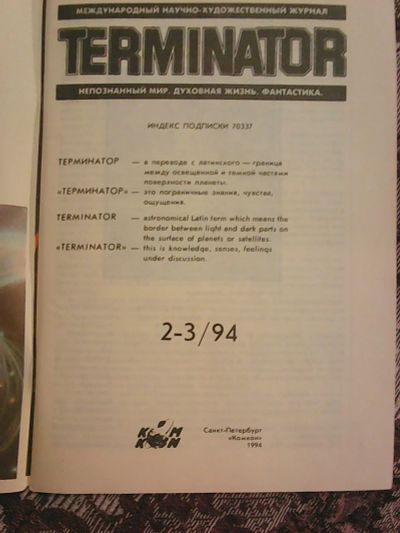 МЕЖДУНАРОДНЫЙ НАУЧНО-ХУДОЖЕСТВЕННЫЙ ЖУРНАЛ
TERMINATOR
НЕПОЗНАННЫЙ МИР. ДУХОВНАЯ ЖИЗНЬ. ФАНТАСТИКА.
ИНДЕКС ПОДПИСКИ 70337
ТЕРМИНАТОР — в переводе с латинского — граница
между освещенной и темной частями
поверхности планеты.
«ТЕРМИНАТОР» — это пограничные знания, чувства,
ощущения.
TERMINATOR — astronomical Latin term which means the
border between light and dark parts on
the surface of planets or satellites.
«TERMINATOR» — this is knowledge, senses, feelings
under discussion.
2-3/94
КОМ
КОН
Санкт-Петербург
«Комкон»
1994